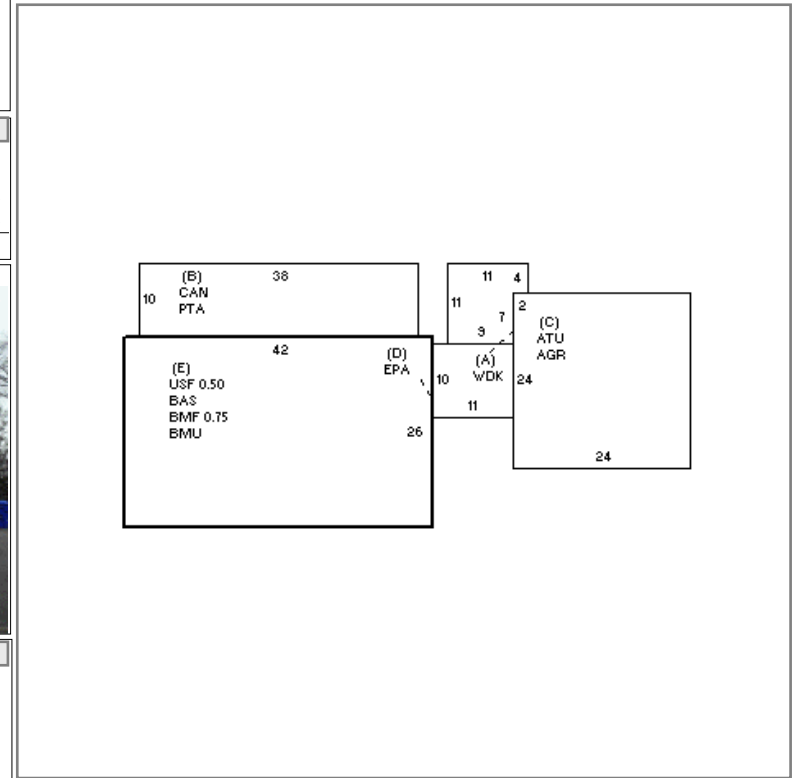 (B)
CAN
PTA
38
10
11
4
11
7
9
2
(C)
ATU
AGR
24
24
(A)
WDK
10
11
42
(D)
EPA
(E)
USF 0.50
BAS
BMF 0.75
BMU
26